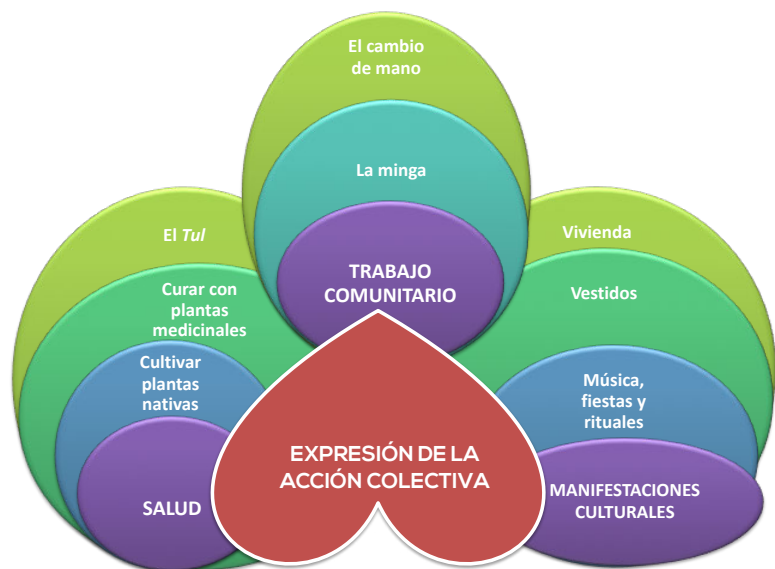 El cambio
de mano
La minga
TRABAJO
COMUNITARIO
El Tul
Curar con
plantas
medicinales
Cultivar
plantas
nativas
SALUD
Vivienda
Vestidos
Música,
fiestas y
rituales
MANIFESTACIONES
CULTURALES
EXPRESIÓN DE LA
ACCIÓN COLECTIVA